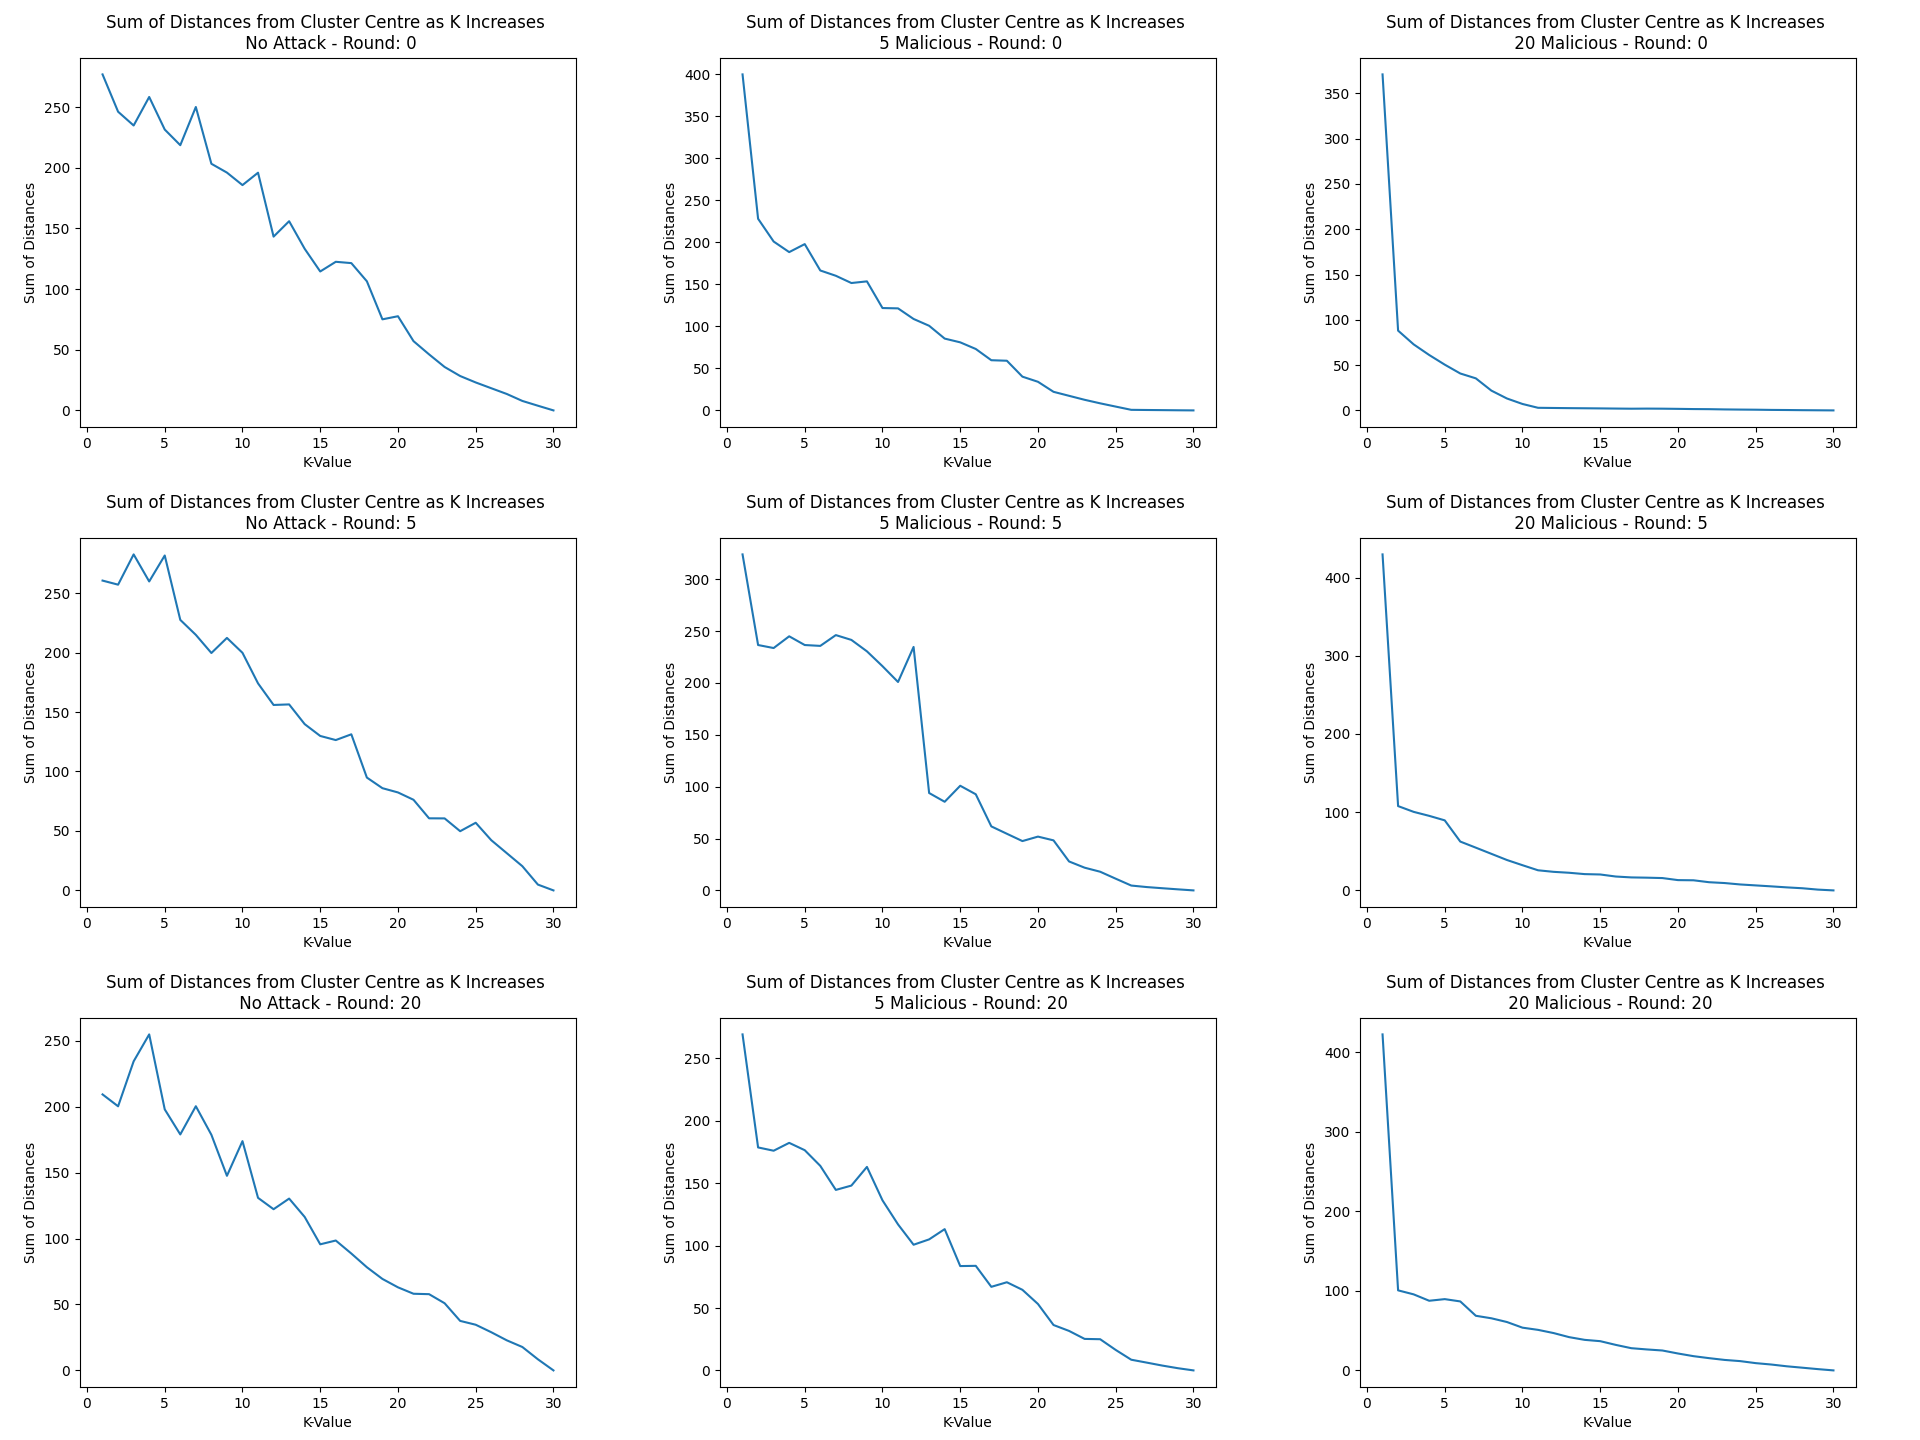 Sum of Distances from Cluster Centre as K Increases
No Attack - Round: 0
Sum of Distances
250
200
150
100
50
0
0 5 10 15 20 25 30
K-Value
Sum of Distances from Cluster Centre as K Increases
5 Malicious - Round: 0
Sum of Distances
400
350
300
250
200
150
100
50
0
0 5 10 15 20 25 30
K-Value
Sum of Distances from Cluster Centre as K Increases
20 Malicious - Round: 0
Sum of Distances
350
300
250
200
150
100
50
0
0 5 10 15 20 25 30
K-Value
Sum of Distances from Cluster Centre as K Increases
No Attack - Round: 5
Sum of Distances
250
200
150
100
50
0
0 5 10 15 20 25 30
K-Value
Sum of Distances from Cluster Centre as K Increases
5 Malicious - Round: 5
Sum of Distances
300
250
200
150
100
50
0
0 5 10 15 20 25 30
K-Value
Sum of Distances from Cluster Centre as K Increases
20 Malicious - Round: 5
Sum of Distances
400
300
200
100
0
0 5 10 15 20 25 30
K-Value
Sum of Distances from Cluster Centre as K Increases
No Attack - Round: 20
Sum of Distances
250
200
150
100
50
0
0 5 10 15 20 25 30
K-Value
Sum of Distances from Cluster Centre as K Increases
5 Malicious - Round: 20
Sum of Distances
250
200
150
100
50
0
0 5 10 15 20 25 30
K-Value
Sum of Distances from Cluster Centre as K Increases
20 Malicious - Round: 20
Sum of Distances
400
300
200
100
0
0 5 10 15 20 25 30
K-Value